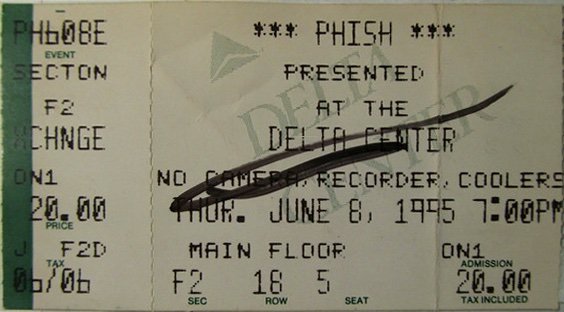 PH608E
EVENT
SECTON
F2
XCHNGE
ON1
20.00
PRICE
J F2D
TAX
06/06
*** PHISH ***
PRESENTED
AT THE
DELTA CENTER
NO CAMERA,RECORDER,COOLERS
THUR. JUNE 8, 1995 7:00PM
MAIN FLOOR ON1
ADMISSION
F2 18 5 20.00
SEC ROW SEAT TAX INCLUDED
DELTA
CENTER